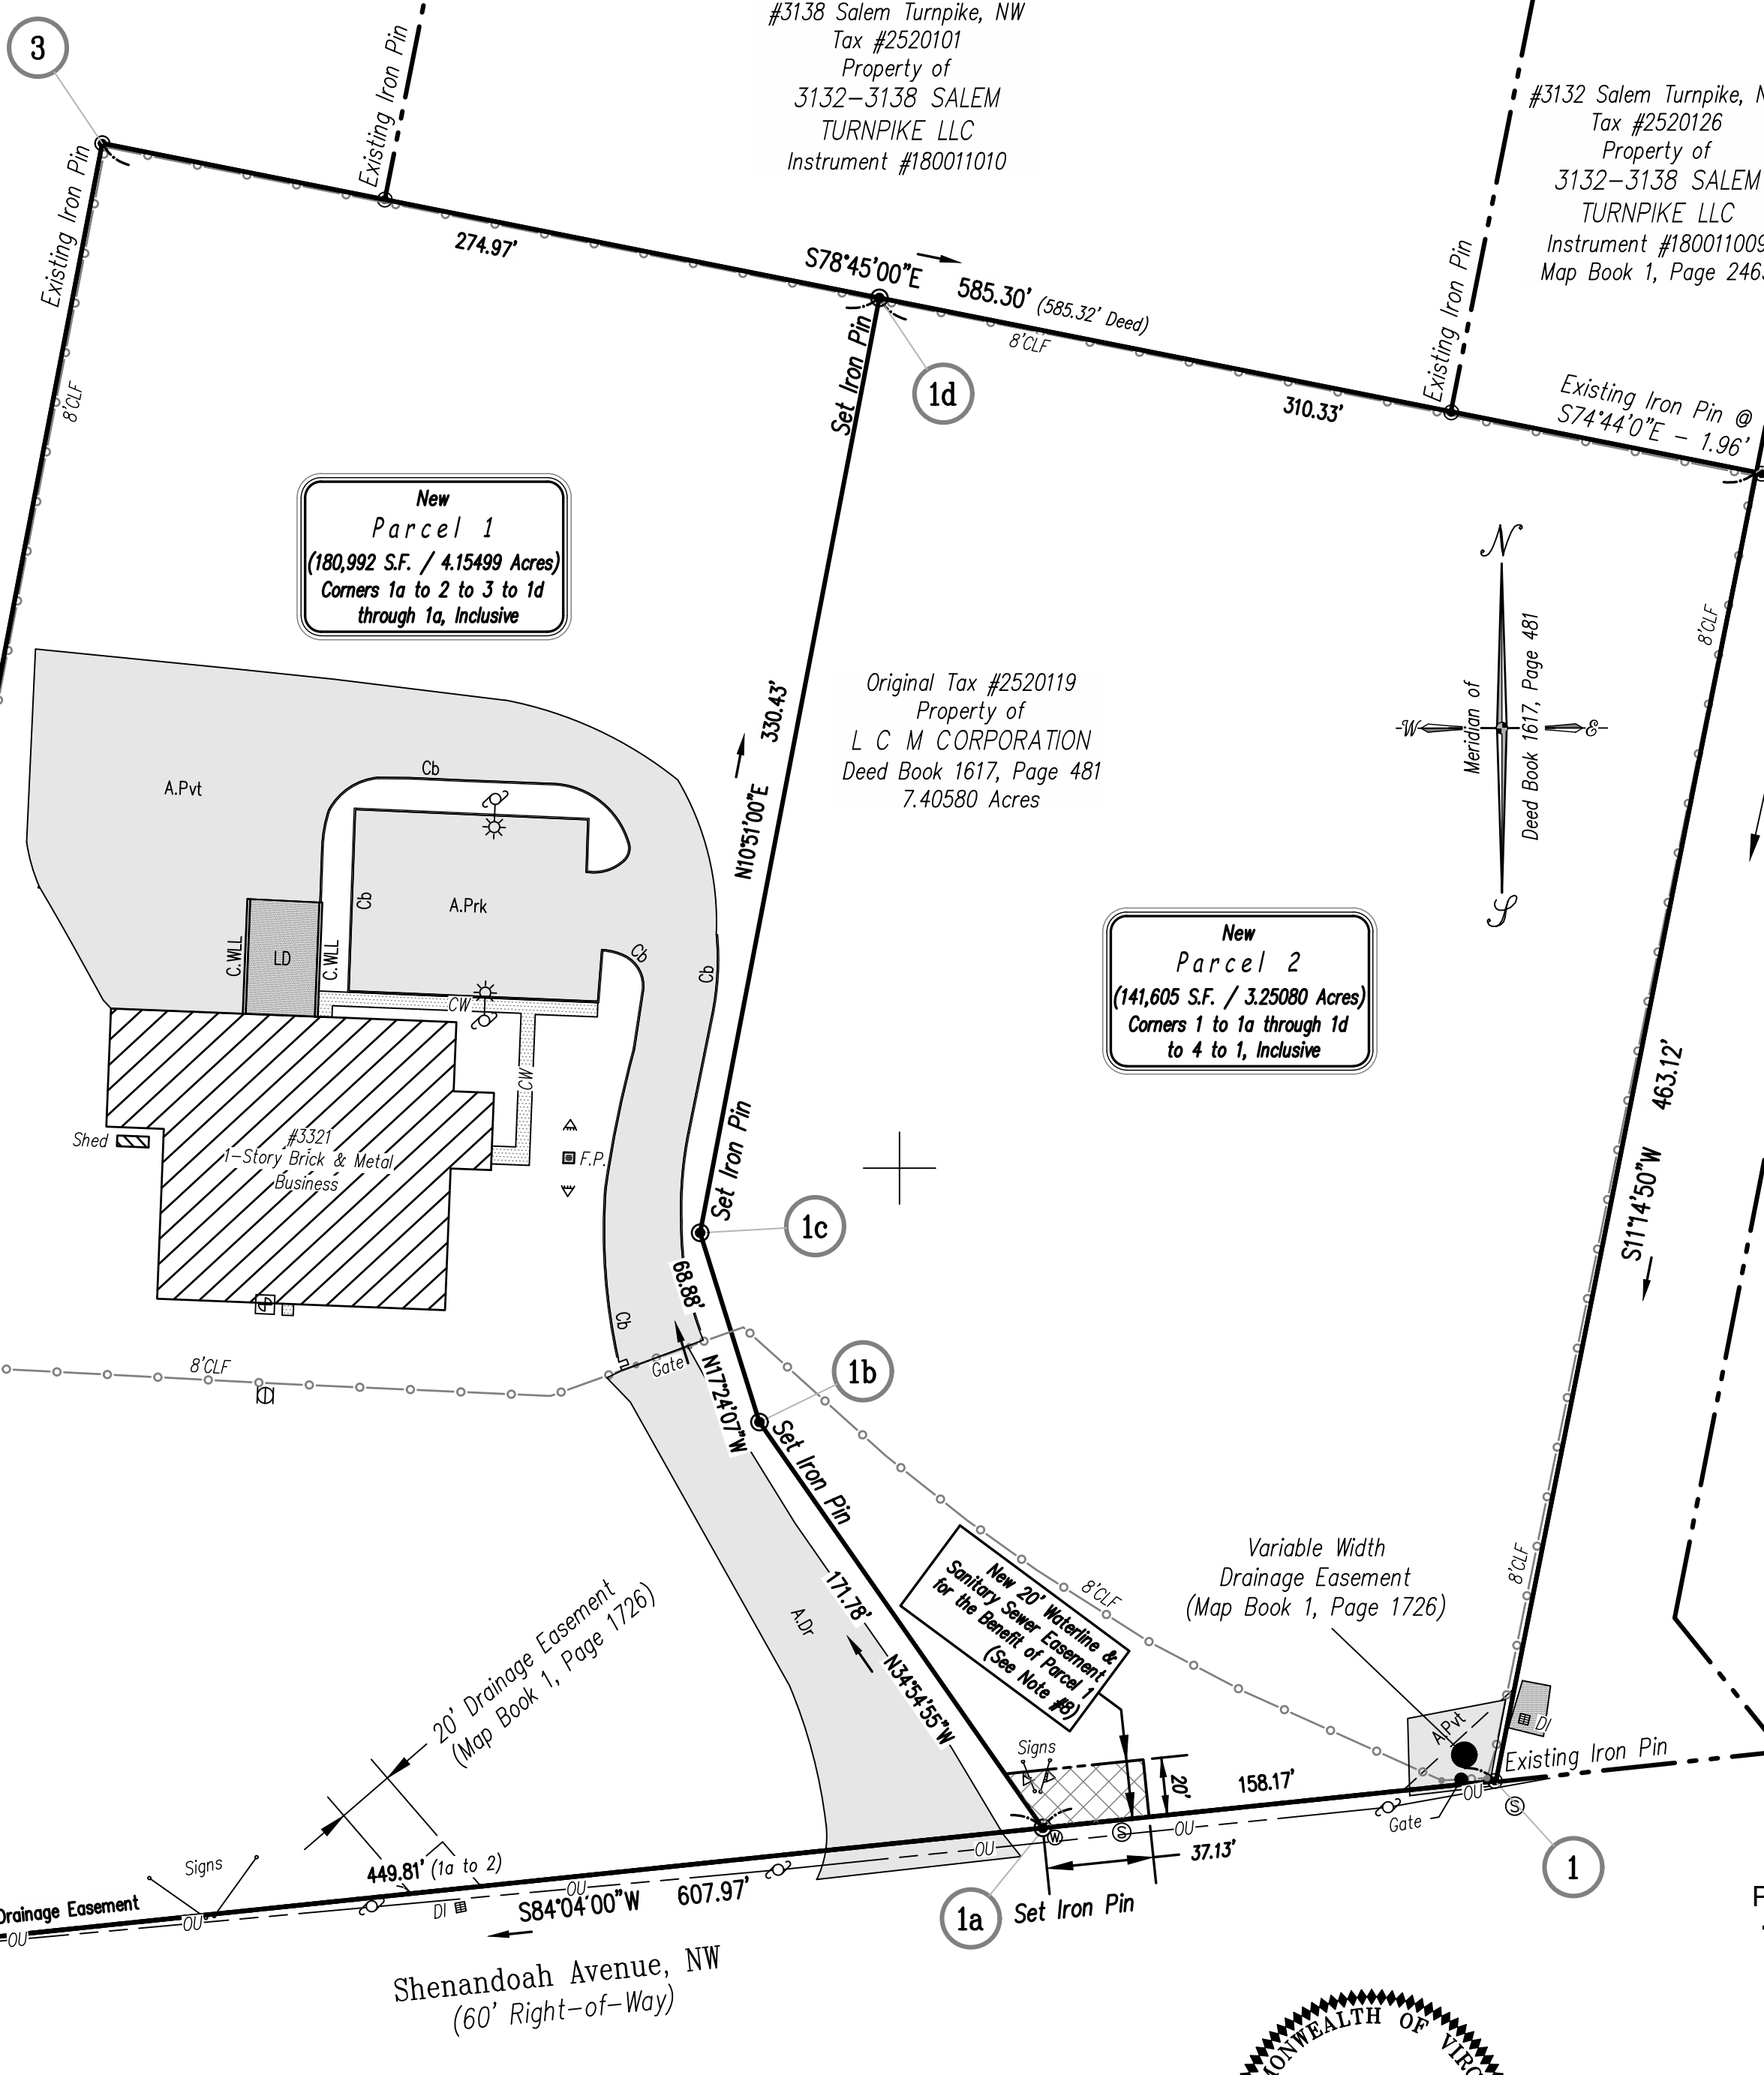 #3138 Salem Turnpike, NW
Tax #2520101
Property of
3132-3138 SALEM
TURNPIKE LLC
Instrument #180011010
#3132 Salem Turnpike, N
Tax #2520126
Property of
3132-3138 SALEM
TURNPIKE LLC
Instrument #180011009
Map Book 1, Page 246
3
Existing Iron Pin
Existing Iron Pin
274.97'
S78°45'00"E
585.30' (585.32' Deed)
8'CLF
310.33'
Existing Iron Pin
Existing Iron Pin @
S74°44'0"E - 1.96'
1d
Set Iron Pin
8'CLF
New
Parcel 1
(180,992 S.F. / 4.15499 Acres)
Corners 1a to 2 to 3 to 1d
through 1a, Inclusive
N
W
E
S
Meridian of
Deed Book 1617, Page 481
8'CLF
Original Tax #2520119
Property of
L C M CORPORATION
Deed Book 1617, Page 481
7.40580 Acres
N10°51'00"E
330.43'
A.Pvt
Cb
Cb
A.Prk
Cb
Cb
C.WLL
LD
C.WLL
CW
CW
New
Parcel 2
(141,605 S.F. / 3.25080 Acres)
Corners 1 to 1a through 1d
to 4 to 1, Inclusive
S11°14'50"W
463.12'
Shed
#3321
1-Story Brick & Metal
Business
F.P.
Set Iron Pin
1c
68.88'
Cb
Gate
8'CLF
N17°24'07"W
1b
Set Iron Pin
171.78'
N34°54'55"W
A.Dr
New 20' Waterline &
Sanitary Sewer Easement
for the Benefit of Parcel 1
(See Note #8)
8'CLF
8'CLF
Variable Width
Drainage Easement
(Map Book 1, Page 1726)
20' Drainage Easement
(Map Book 1, Page 1726)
A.Pvt
DI
Existing Iron Pin
Signs
20'
158.17'
OU
S
Gate
W
S
OU
OU
37.13'
1
1a
Set Iron Pin
Signs
449.81' (1a to 2)
OU
DI
S84°04'00"W
607.97'
Drainage Easement
OU
OU
Shenandoah Avenue, NW
(60' Right-of-Way)
MONWEALTH OF VIRG